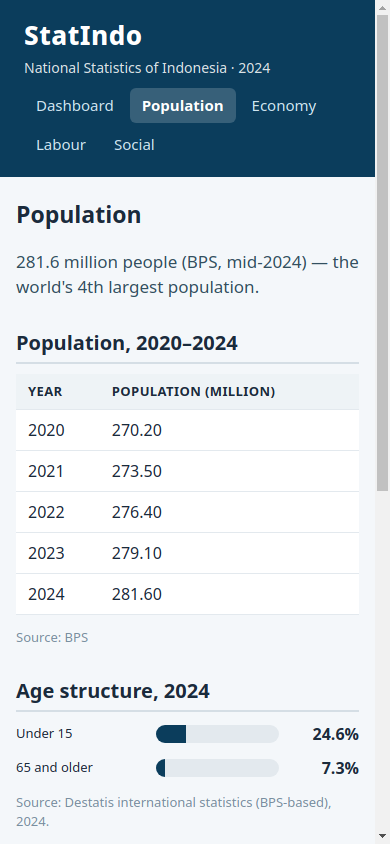 StatIndo
National Statistics of Indonesia · 2024
Dashboard Population Economy
Labour Social
Population
281.6 million people (BPS, mid-2024) — the
world's 4th largest population.
Population, 2020–2024
YEAR POPULATION (MILLION)
2020 270.20
2021 273.50
2022 276.40
2023 279.10
2024 281.60
Source: BPS
Age structure, 2024
Under 15 24.6%
65 and older 7.3%
Source: Destatis international statistics (BPS-based),
2024.